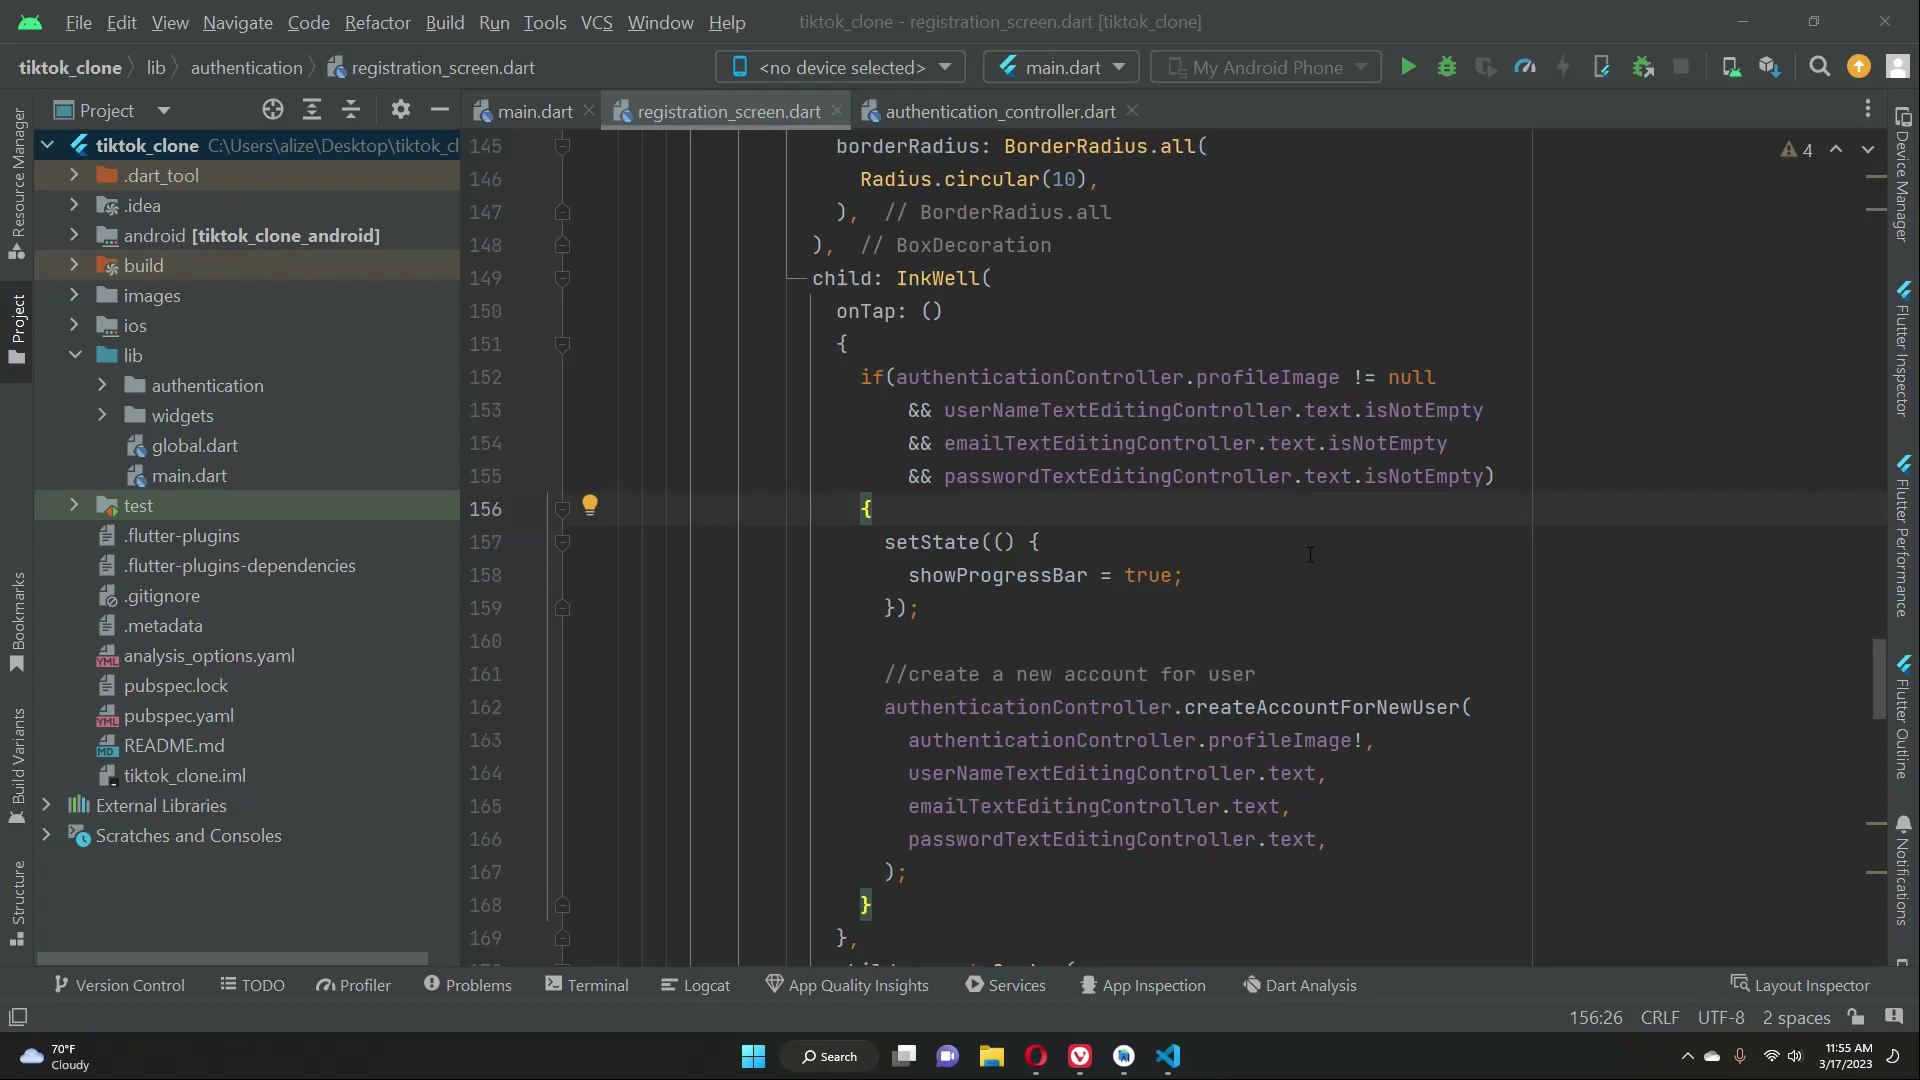 File Edit View Navigate Code Refactor Build Run Tools VCS Window Help tiktok_clone - registration_screen.dart [tiktok_clone]
tiktok_clone lib authentication registration_screen.dart <no device selected> main.dart My Android Phone
Project
main.dart registration_screen.dart authentication_controller.dart
Resource Manager
Project
Bookmarks
Build Variants
Structure
tiktok_clone C:\Users\alize\Desktop\tiktok_cl
.dart_tool
.idea
android [tiktok_clone_android]
build
images
ios
lib
authentication
widgets
global.dart
main.dart
test
.flutter-plugins
.flutter-plugins-dependencies
.gitignore
.metadata
analysis_options.yaml
pubspec.lock
pubspec.yaml
README.md
tiktok_clone.iml
External Libraries
Scratches and Consoles
4
145 borderRadius: BorderRadius.all(
146 Radius.circular(10),
147 ), // BorderRadius.all
148 ), // BoxDecoration
149 child: InkWell(
150 onTap: ()
151 {
152 if(authenticationController.profileImage != null
153 && userNameTextEditingController.text.isNotEmpty
154 && emailTextEditingController.text.isNotEmpty
155 && passwordTextEditingController.text.isNotEmpty)
156 {
157 setState(() {
158 showProgressBar = true;
159 });
160
161 //create a new account for user
162 authenticationController.createAccountForNewUser(
163 authenticationController.profileImage!,
164 userNameTextEditingController.text,
165 emailTextEditingController.text,
166 passwordTextEditingController.text,
167 );
168 }
169 },
Device Manager
Flutter Inspector
Flutter Performance
Flutter Outline
Notifications
Version Control TODO Profiler Problems Terminal Logcat App Quality Insights Services App Inspection Dart Analysis Layout Inspector
156:26 CRLF UTF-8 2 spaces
70°F
Cloudy
Search
11:55 AM
3/17/2023